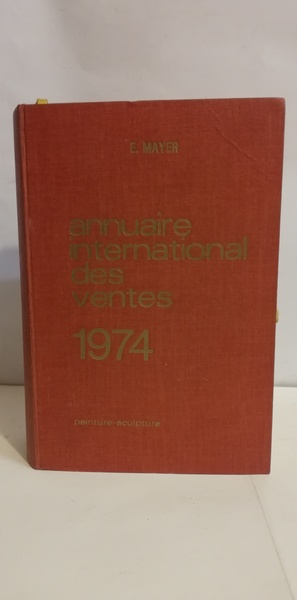 E. MAYER
annuaire
international
des
ventes
1974
peinture-sculpture